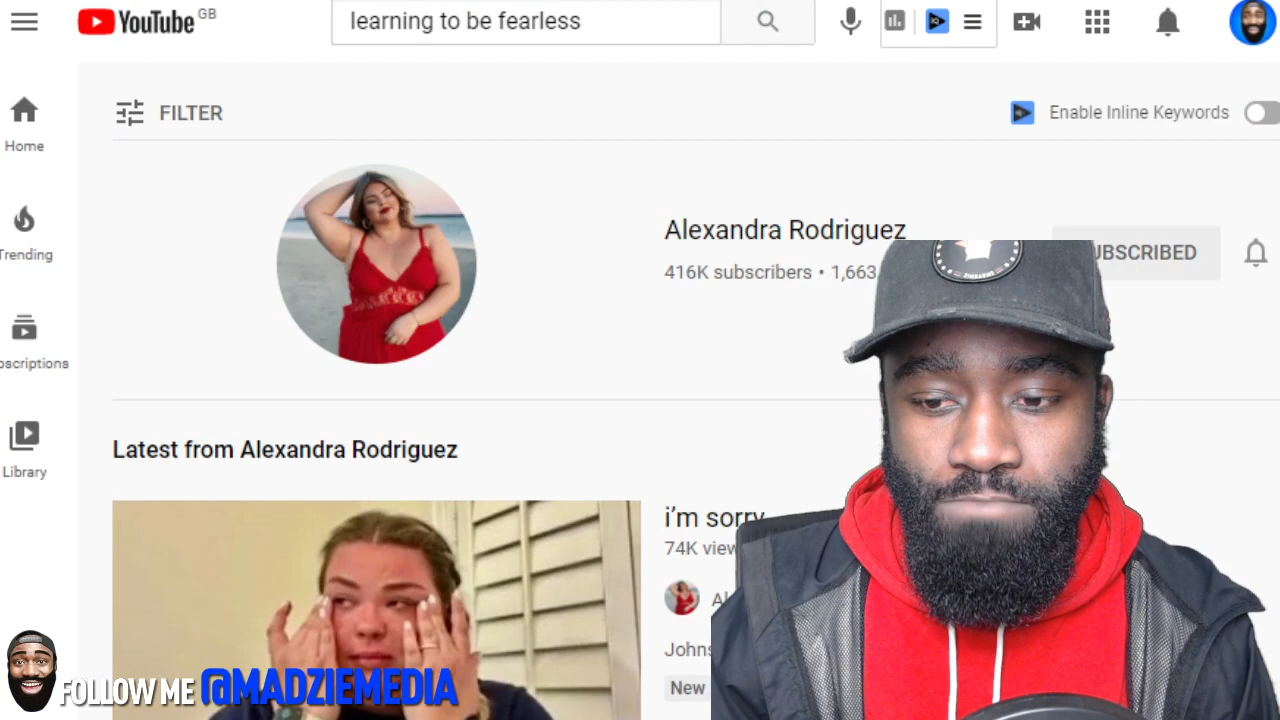 YouTube GB
learning to be fearless
FILTER
Enable Inline Keywords
Home
Trending
Library
Alexandra Rodriguez
416K subscribers • 1,663
UBSCRIBED
Latest from Alexandra Rodriguez
i'm sorry
74K view
Johns
New
FOLLOW ME @MADZIEMEDIA